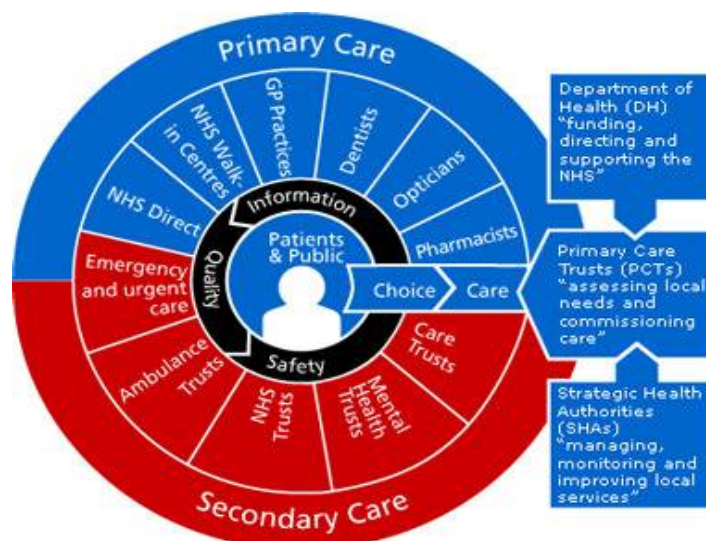 Primary Care
NHS Direct
NHS Walk-
in Centres
GP Practices
Dentists
Opticians
Pharmacists
Information
Quality
Safety
Patients
& Public
Choice
Care
Emergency
and urgent
care
Ambulance
Trusts
NHS
Trusts
Mental
Health
Trusts
Care Trusts
Secondary Care
Department of
Health (DH)
"funding,
directing and
supporting the
NHS"
Primary Care
Trusts (PCTs)
"assessing local
needs and
commissioning
care"
Strategic Health
Authorities
(SHAs)
"managing,
monitoring and
improving local
services"